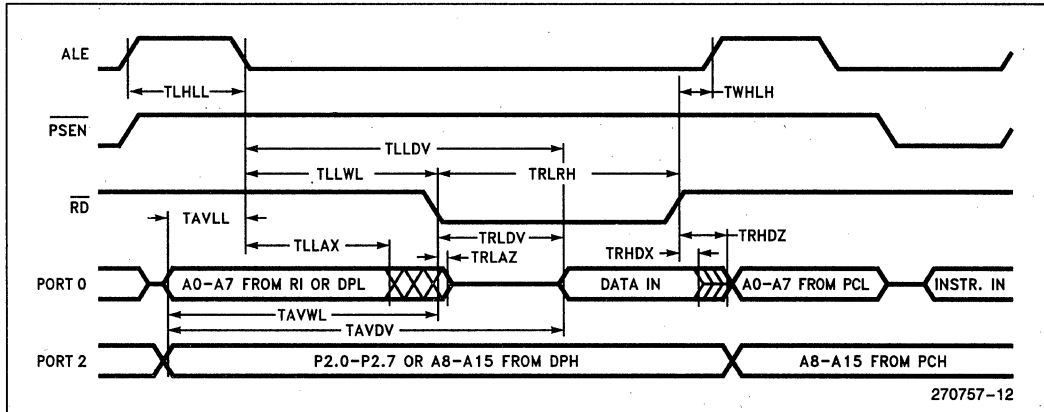 ALE
TLHLL
TWHLH
PSEN
TLLDV
TLLWL
TRLRH
RD
TAVLL
TRLDV
TRHDZ
TLLAX
TRLAZ
TRHDX
PORT 0
A0-A7 FROM RI OR DPL
DATA IN
A0-A7 FROM PCL
INSTR. IN
TAVWL
TAVDV
PORT 2
P2.0-P2.7 OR A8-A15 FROM DPH
A8-A15 FROM PCH
270757-12